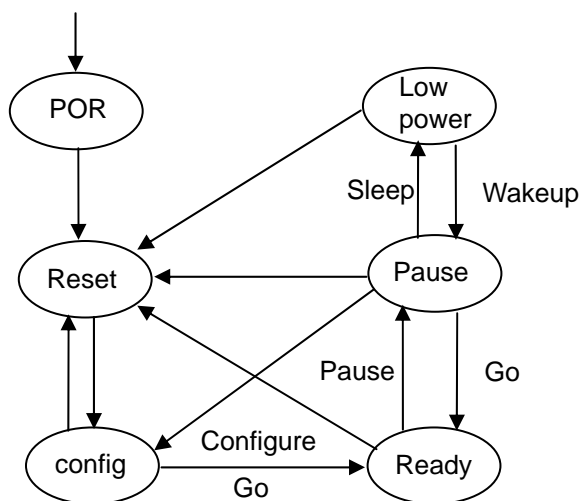 POR
Low
power
Sleep
Wakeup
Reset
Pause
Pause
Go
Configure
config
Ready
Go